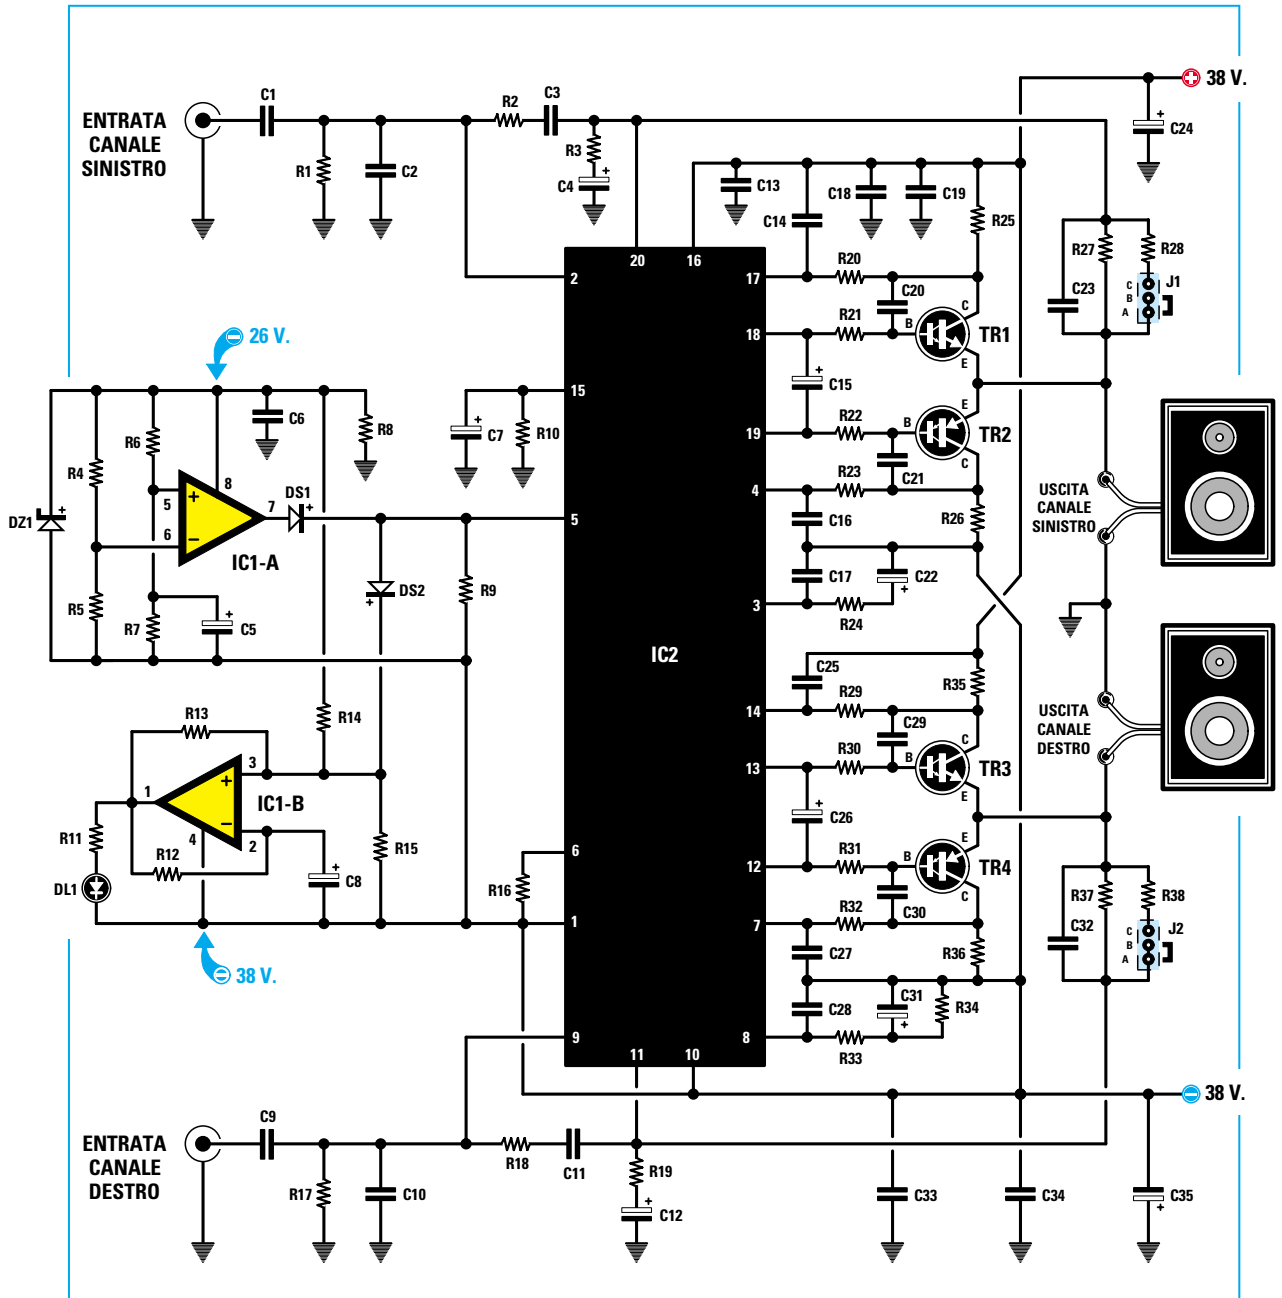 38 V.
C1
R2
C3
ENTRATA
CANALE
SINISTRO
R1
C2
R3
C4
+
+
C24
C13
C14
C18
C19
R25
R27
R28
C23
C
B
A
J1
20
16
2
17
R20
C20
C
18
R21
B
TR1
E
26 V.
15
+
C7
R10
+
C15
E
19
R22
B
TR2
C
C21
4
R23
C16
R26
USCITA
CANALE
SINISTRO
C6
R8
R6
R4
8
5
+
7
DS1
+
6
−
IC1-A
DZ1
+
5
DS2
+
R9
R5
R7
+
C5
C17
C22
+
3
R24
IC2
C25
R35
14
R29
C29
C
13
R30
B
TR3
E
USCITA
CANALE
DESTRO
R13
R14
3
+
1
IC1-B
4
−
2
R11
R12
DL1
+
C8
R15
+
C26
E
12
R31
B
TR4
C
C30
6
R16
1
7
R32
C27
R36
R37
R38
C32
C
B
A
J2
38 V.
C28
C31
+
R34
8
R33
9
11
10
38 V.
C9
ENTRATA
CANALE
DESTRO
R17
C10
R18
C11
R19
+
C12
C33
C34
C35
+